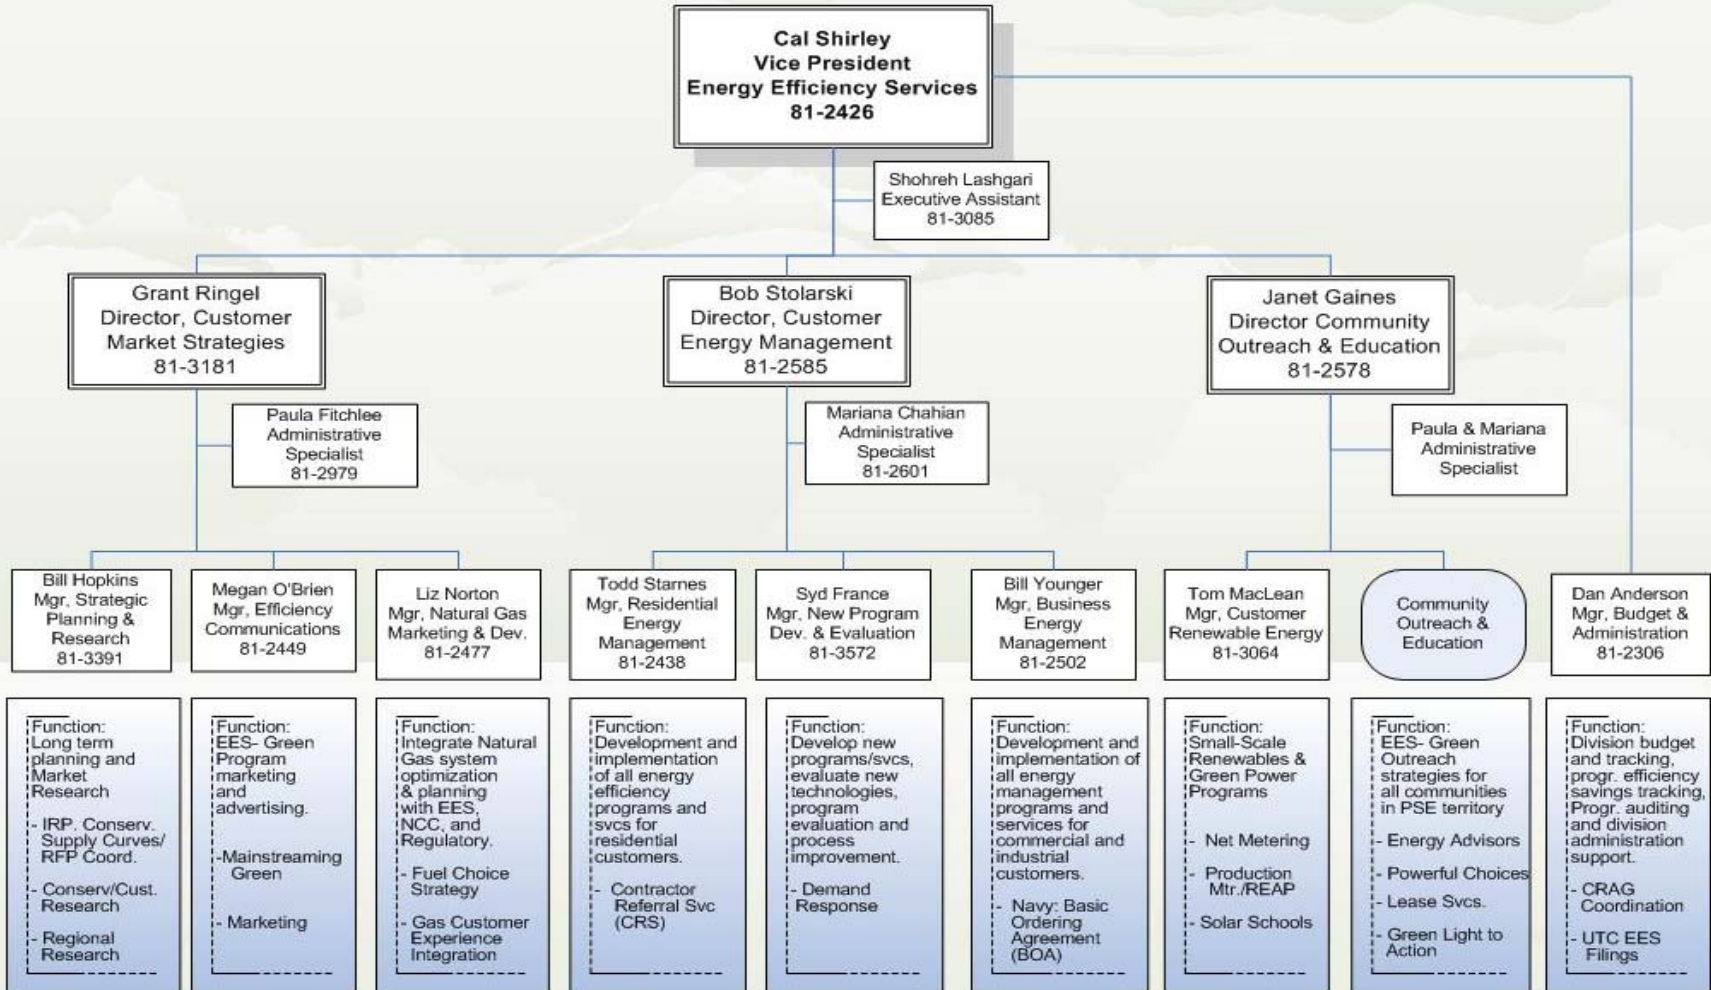 Cal Shirley
Vice President
Energy Efficiency Services
81-2426
Shohreh Lashgari
Executive Assistant
81-3085
Grant Ringel
Director, Customer
Market Strategies
81-3181
Bob Stolarski
Director, Customer
Energy Management
81-2585
Janet Gaines
Director Community
Outreach & Education
81-2578
Paula Fitchlee
Administrative
Specialist
81-2979
Mariana Chahian
Administrative
Specialist
81-2601
Paula & Mariana
Administrative
Specialist
Bill Hopkins
Mgr, Strategic
Planning &
Research
81-3391
Megan O'Brien
Mgr, Efficiency
Communications
81-2449
Liz Norton
Mgr, Natural Gas
Marketing & Dev.
81-2477
Todd Starnes
Mgr, Residential
Energy
Management
81-2438
Syd France
Mgr, New Program
Dev. & Evaluation
81-3572
Bill Younger
Mgr, Business
Energy
Management
81-2502
Tom MacLean
Mgr, Customer
Renewable Energy
81-3064
Community
Outreach &
Education
Dan Anderson
Mgr, Budget &
Administration
81-2306
Function:
Long term
planning and
Market
Research
- IRP. Conserv.
Supply Curves/
RFP Coord.
- Conserv/Cust.
Research
- Regional
Research
Function:
EES- Green
Program
marketing
and
advertising.
-Mainstreaming
Green
- Marketing
Function:
Integrate Natural
Gas system
optimization
& planning
with EES,
NCC, and
Regulatory.
- Fuel Choice
Strategy
- Gas Customer
Experience
Integration
Function:
Development and
implementation
of all energy
efficiency
programs and
svcs for
residential
customers.
- Contractor
Referral Svc
(CRS)
Function:
Develop new
programs/svcs,
evaluate new
technologies,
program
evaluation and
process
improvement.
- Demand
Response
Function:
Development and
implementation of
all energy
management
programs and
services for
commercial and
industrial
customers.
- Navy: Basic
Ordering
Agreement
(BOA)
Function:
Small-Scale
Renewables &
Green Power
Programs
- Net Metering
- Production
Mtr./REAP
- Solar Schools
Function:
EES- Green
Outreach
strategies for
all communities
in PSE territory
- Energy Advisors
- Powerful Choices
- Lease Svcs.
- Green Light to
Action
Function:
Division budget
and tracking,
progr. efficiency
savings tracking,
Progr. auditing
and division
administration
support.
- CRAG
Coordination
- UTC EES
Filings